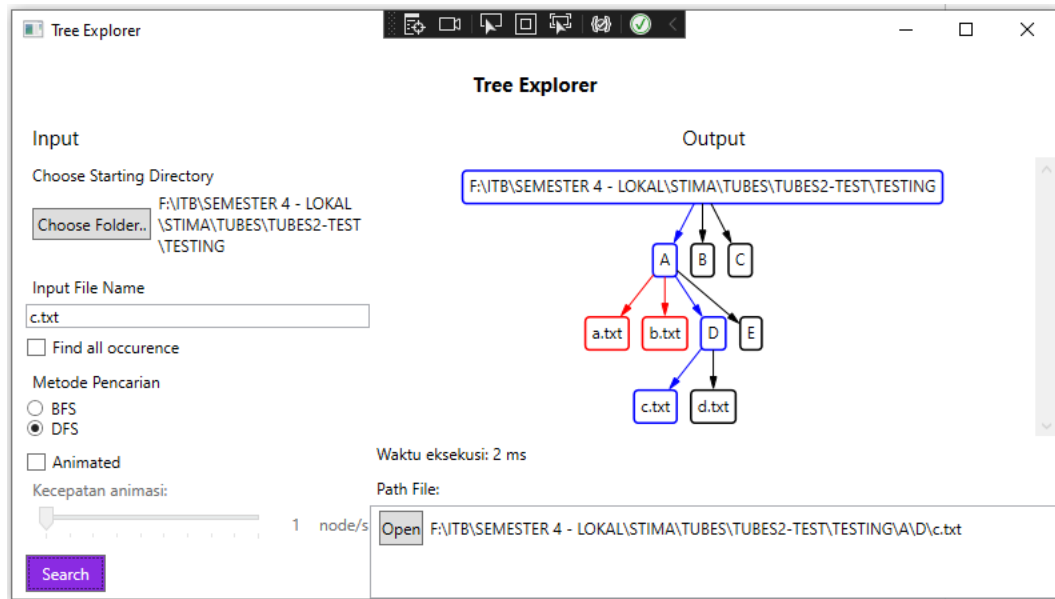 Tree Explorer
Tree Explorer
Input
Output
Choose Starting Directory
Choose Folder..
F:\ITB\SEMESTER 4 - LOKAL
\STIMA\TUBES\TUBES2-TEST
\TESTING
F:\ITB\SEMESTER 4 - LOKAL\STIMA\TUBES\TUBES2-TEST\TESTING
A B C
Input File Name
c.txt
Find all occurence
a.txt b.txt D E
Metode Pencarian
BFS
DFS
c.txt d.txt
Animated
Kecepatan animasi:
1 node/s
Search
Waktu eksekusi: 2 ms
Path File:
Open F:\ITB\SEMESTER 4 - LOKAL\STIMA\TUBES\TUBES2-TEST\TESTING\A\D\c.txt